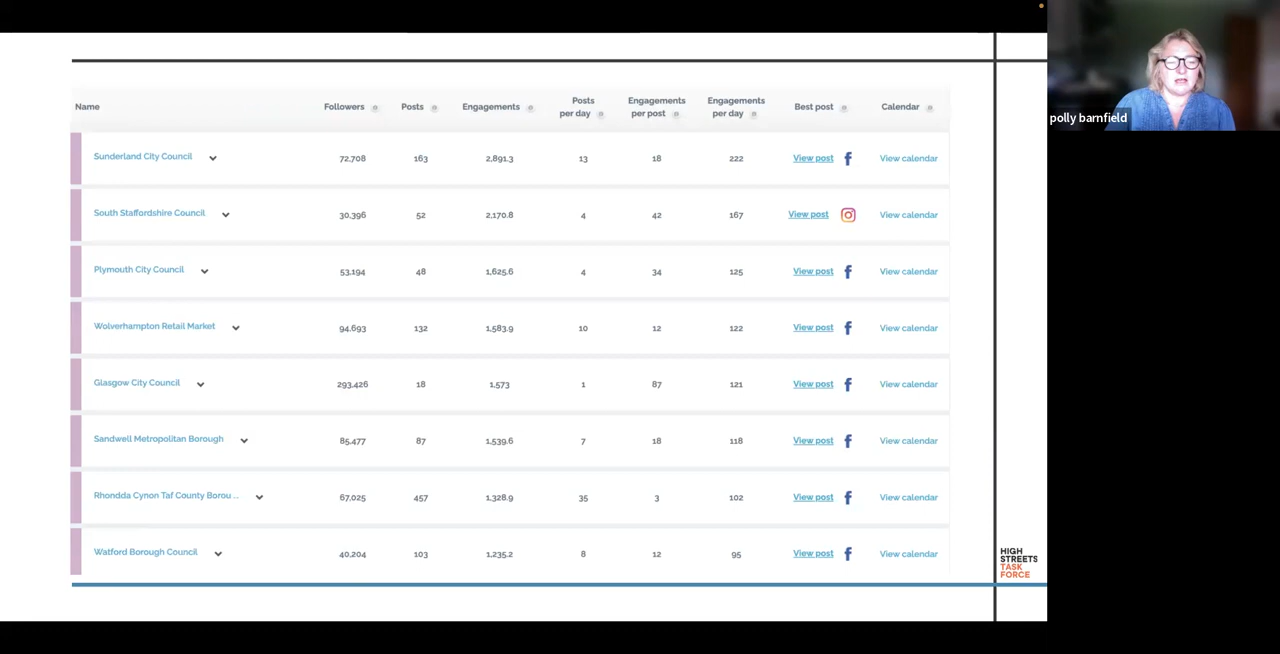 Name Followers Posts Engagements Posts per day Engagements per post Engagements per day Best post Calendar
Sunderland City Council 72,708 163 2,891.3 13 18 222 View post View calendar
South Staffordshire Council 30,396 52 2,170.8 4 42 167 View post View calendar
Plymouth City Council 53,194 48 1,625.6 4 34 125 View post View calendar
Wolverhampton Retail Market 94,693 132 1,583.9 10 12 122 View post View calendar
Glasgow City Council 293,426 18 1,573 1 87 121 View post View calendar
Sandwell Metropolitan Borough 85,477 87 1,539.6 7 18 118 View post View calendar
Rhondda Cynon Taf County Borou ... 67,025 457 1,328.9 35 3 102 View post View calendar
Watford Borough Council 40,204 103 1,235.2 8 12 95 View post View calendar
HIGH
STREETS
TASK
FORCE
polly barnfield